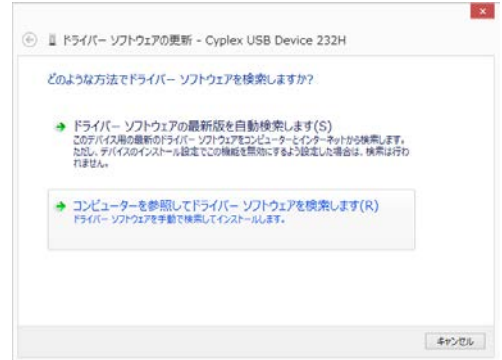 ドライバー ソフトウェアの更新 - Cyplex USB Device 232H
どのような方法でドライバー ソフトウェアを検索しますか?
ドライバー ソフトウェアの最新版を自動検索します(S)
このデバイス用の最新のドライバー ソフトウェアをコンピューターとインターネットから検索します。
ただし、デバイスのインストール設定でこの機能を無効にするよう設定した場合は、検索は行わ
れません。
コンピューターを参照してドライバー ソフトウェアを検索します(R)
ドライバー ソフトウェアを手動で検索してインストールします。
キャンセル